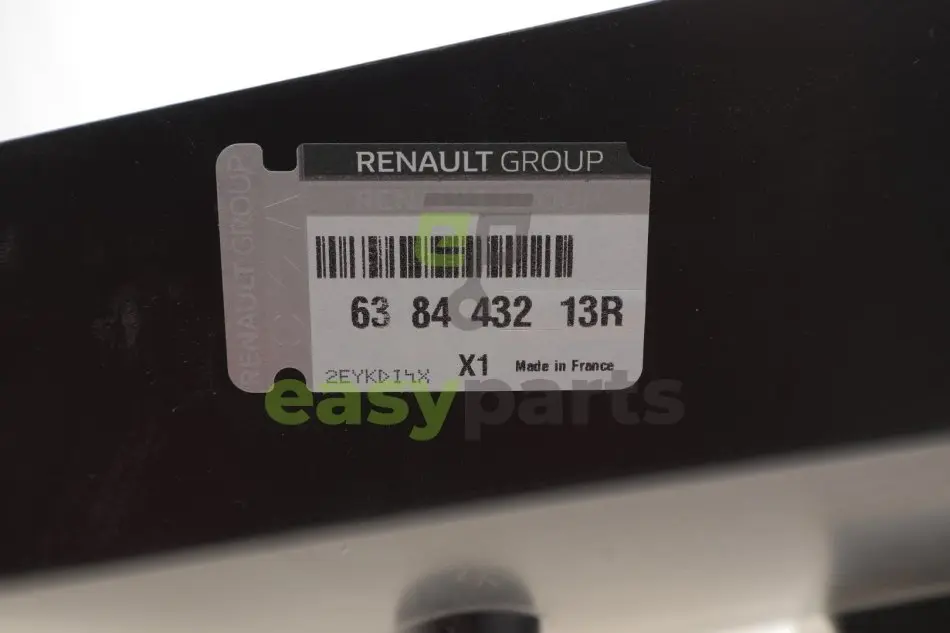 RENAULT GROUP
RENAULT GROUP
63 84 432 13R
X1 Made in France
2EYKDI4X
easyparts